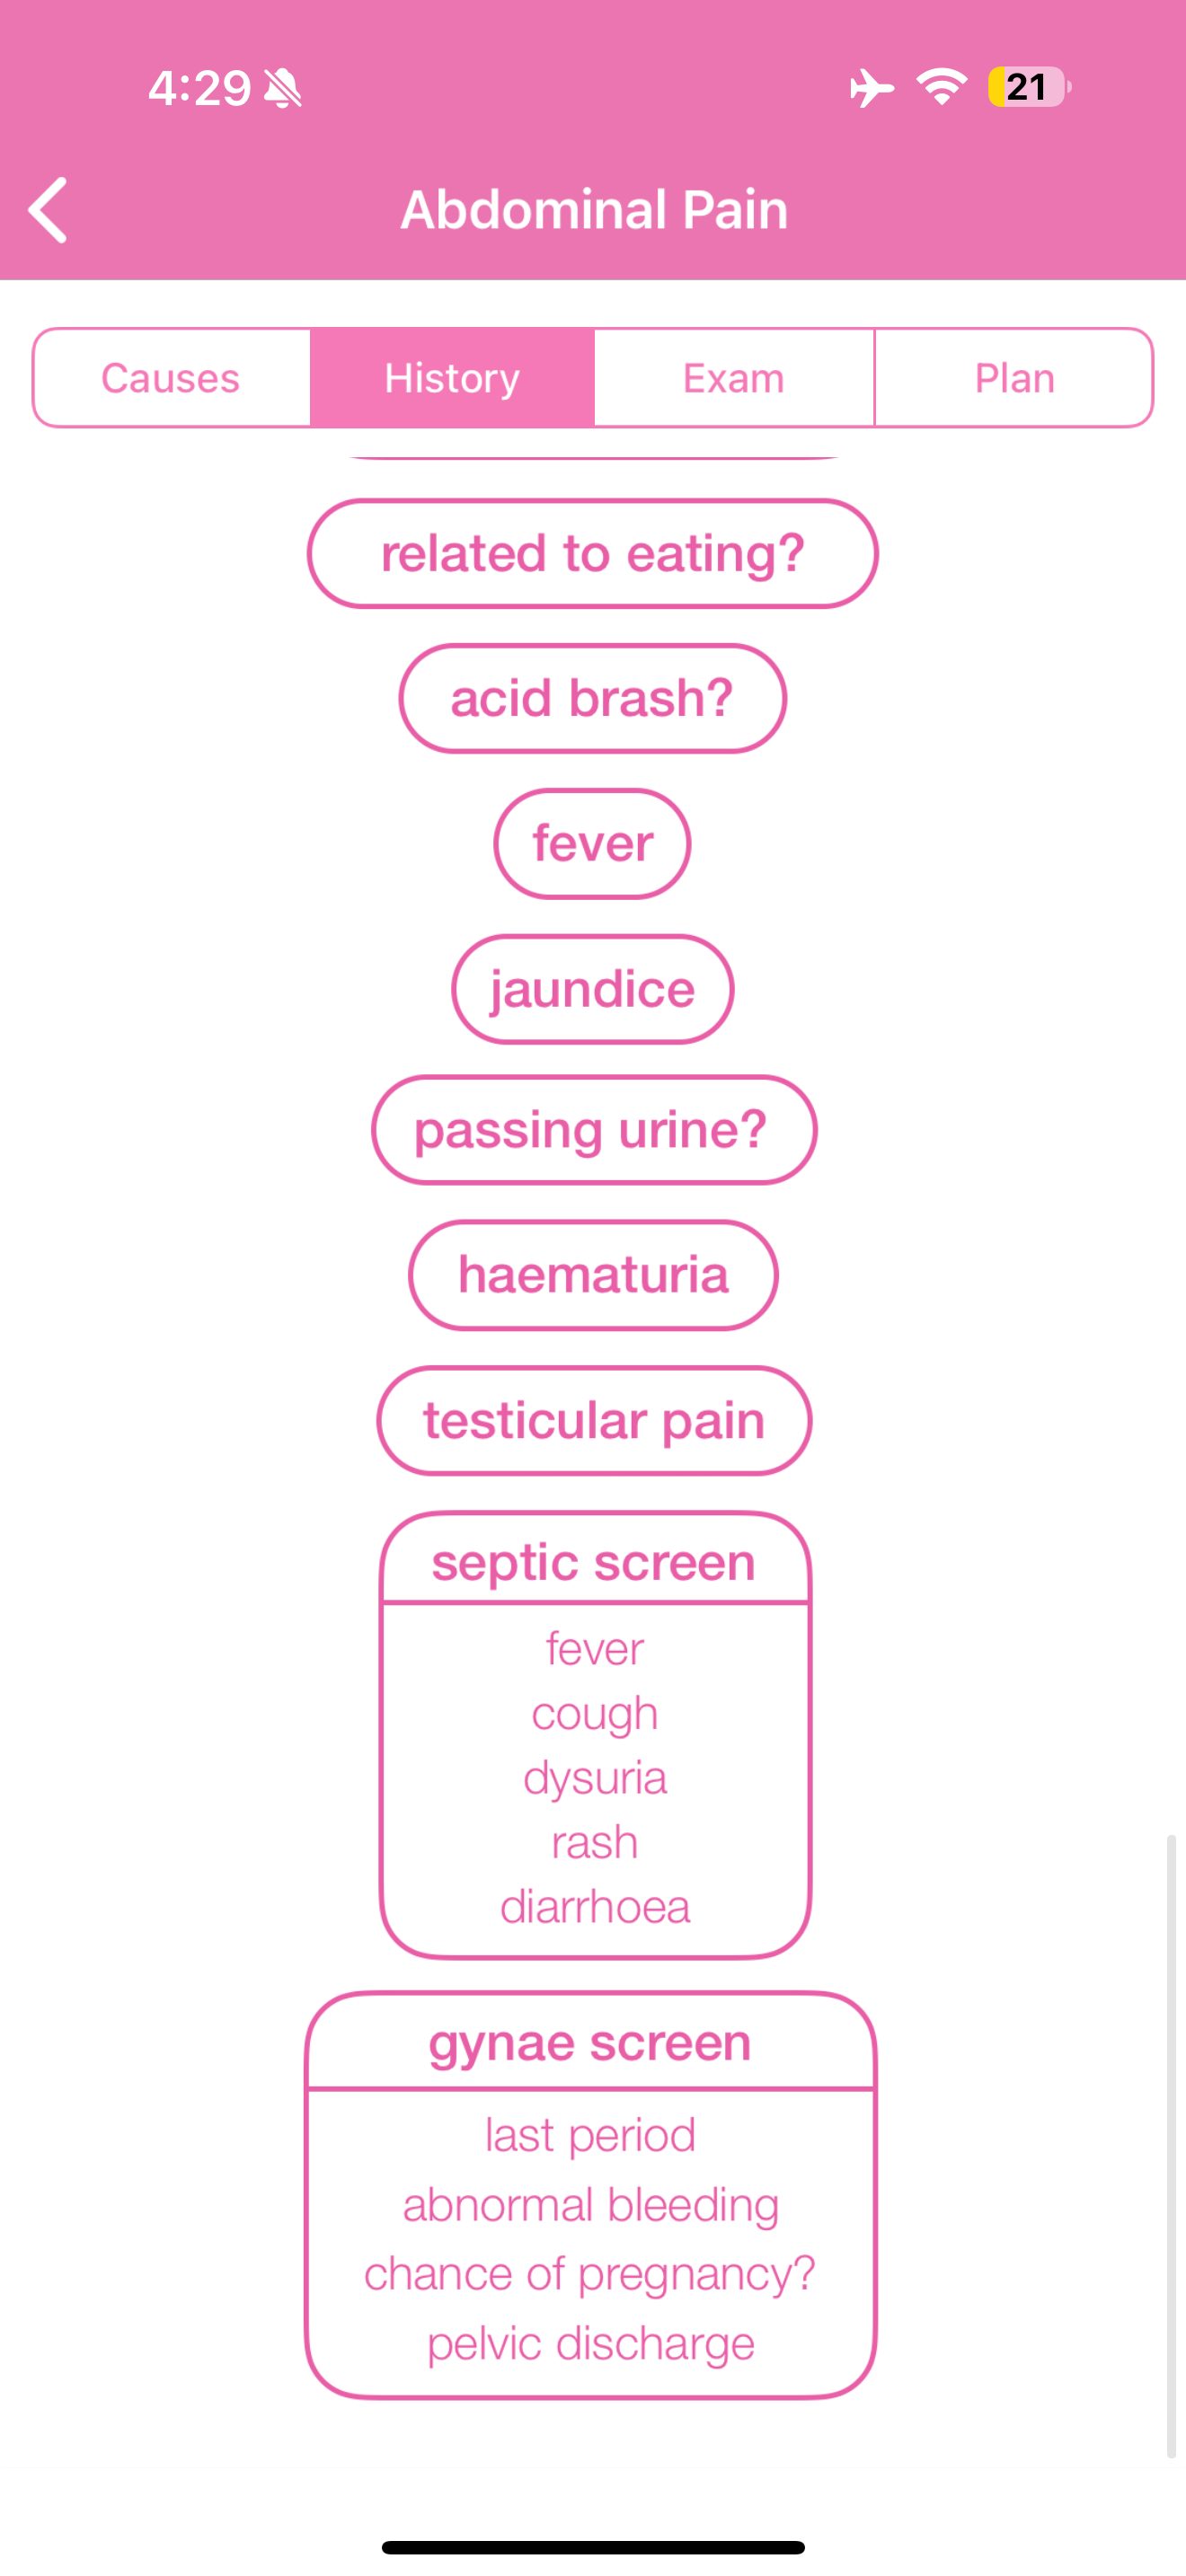 4:29
21
Abdominal Pain
Causes
History
Exam
Plan
related to eating?
acid brash?
fever
jaundice
passing urine?
haematuria
testicular pain
septic screen
fever
cough
dysuria
rash
diarrhoea
gynae screen
last period
abnormal bleeding
chance of pregnancy?
pelvic discharge